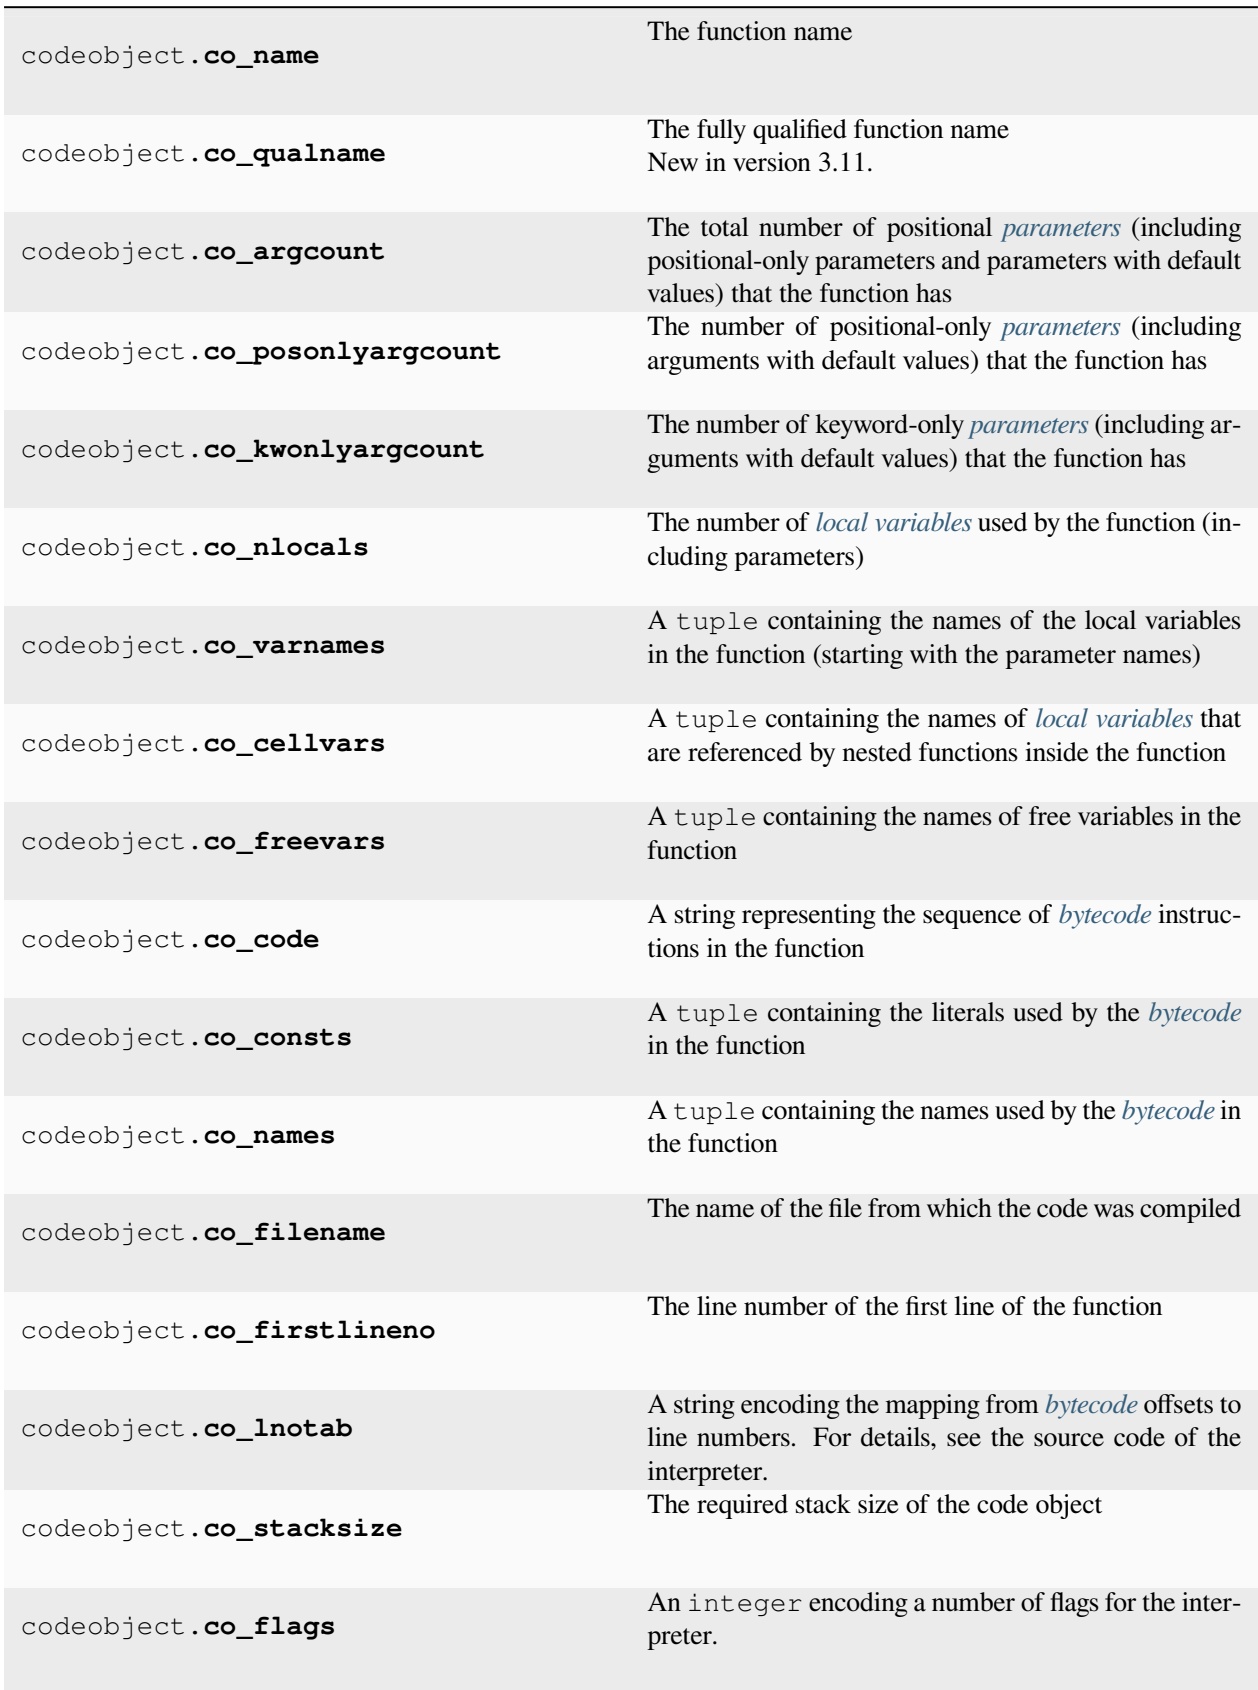 codeobject.co_name
The function name
codeobject.co_qualname
The fully qualified function name
New in version 3.11.
codeobject.co_argcount
The total number of positional parameters (including
positional-only parameters and parameters with default
values) that the function has
codeobject.co_posonlyargcount
The number of positional-only parameters (including
arguments with default values) that the function has
codeobject.co_kwonlyargcount
The number of keyword-only parameters (including ar-
guments with default values) that the function has
codeobject.co_nlocals
The number of local variables used by the function (in-
cluding parameters)
codeobject.co_varnames
A tuple containing the names of the local variables
in the function (starting with the parameter names)
codeobject.co_cellvars
A tuple containing the names of local variables that
are referenced by nested functions inside the function
codeobject.co_freevars
A tuple containing the names of free variables in the
function
codeobject.co_code
A string representing the sequence of bytecode instruc-
tions in the function
codeobject.co_consts
A tuple containing the literals used by the bytecode
in the function
codeobject.co_names
A tuple containing the names used by the bytecode in
the function
codeobject.co_filename
The name of the file from which the code was compiled
codeobject.co_firstlineno
The line number of the first line of the function
codeobject.co_lnotab
A string encoding the mapping from bytecode offsets to
line numbers. For details, see the source code of the
interpreter.
codeobject.co_stacksize
The required stack size of the code object
codeobject.co_flags
An integer encoding a number of flags for the inter-
preter.